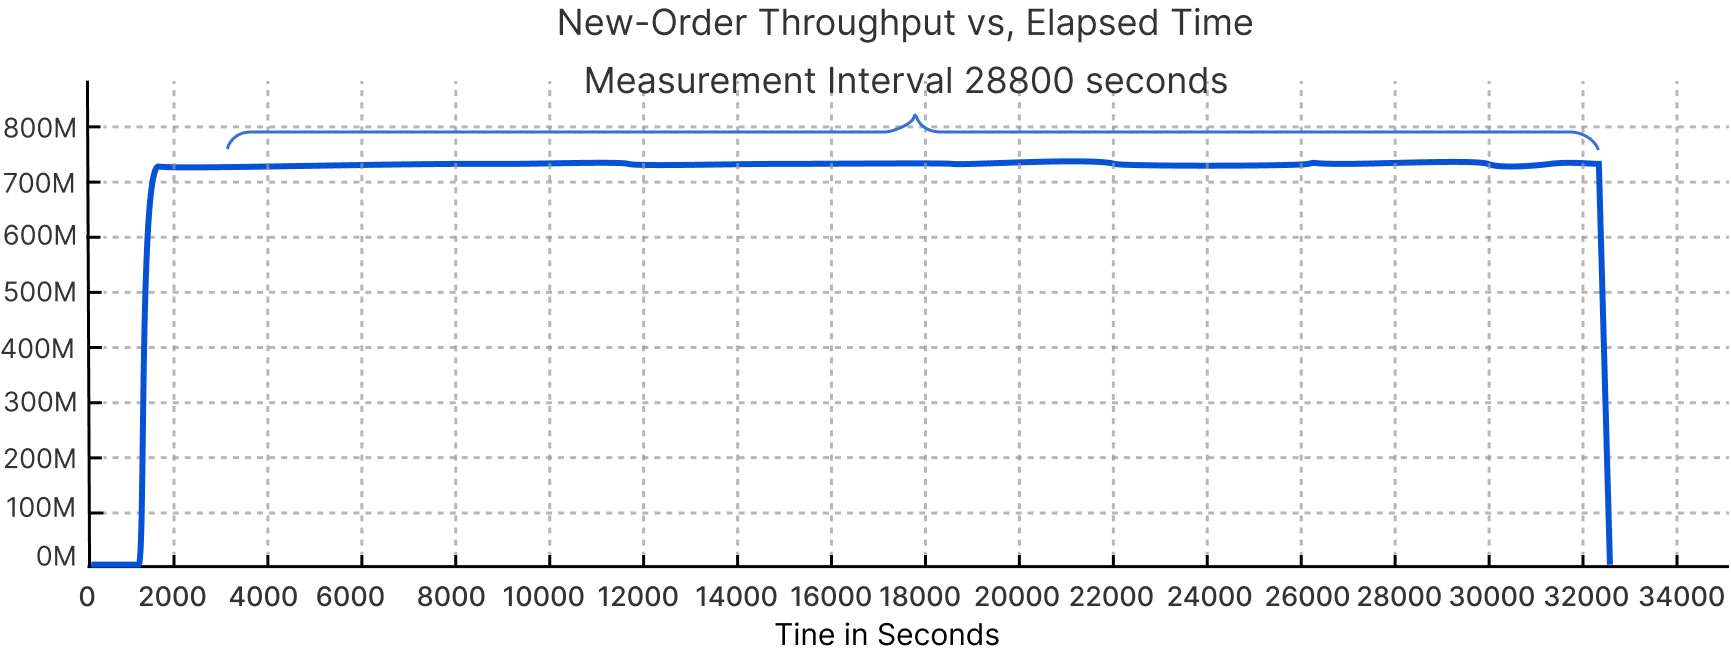 New-Order Throughput vs, Elapsed Time
Measurement Interval 28800 seconds
800M
700M
600M
500M
400M
300M
200M
100M
0M
0 2000 4000 6000 8000 10000 12000 14000 16000 18000 20000 22000 24000 26000 28000 30000 32000 34000
Tine in Seconds